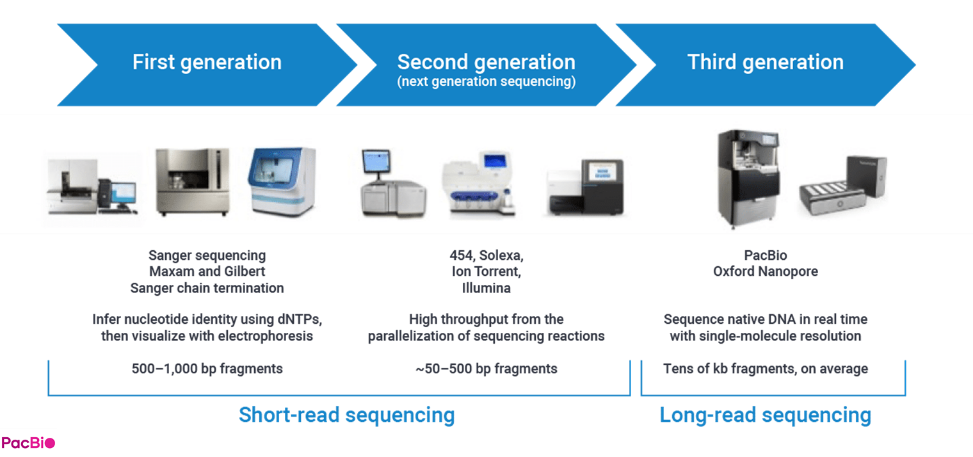 First generation
Second generation
(next generation sequencing)
Third generation
Sanger sequencing
Maxam and Gilbert
Sanger chain termination
454, Solexa,
Ion Torrent,
Illumina
PacBio
Oxford Nanopore
Infer nucleotide identity using dNTPs,
then visualize with electrophoresis
High throughput from the
parallelization of sequencing reactions
Sequence native DNA in real time
with single-molecule resolution
500–1,000 bp fragments
~50–500 bp fragments
Tens of kb fragments, on average
Short-read sequencing
Long-read sequencing
PacBio